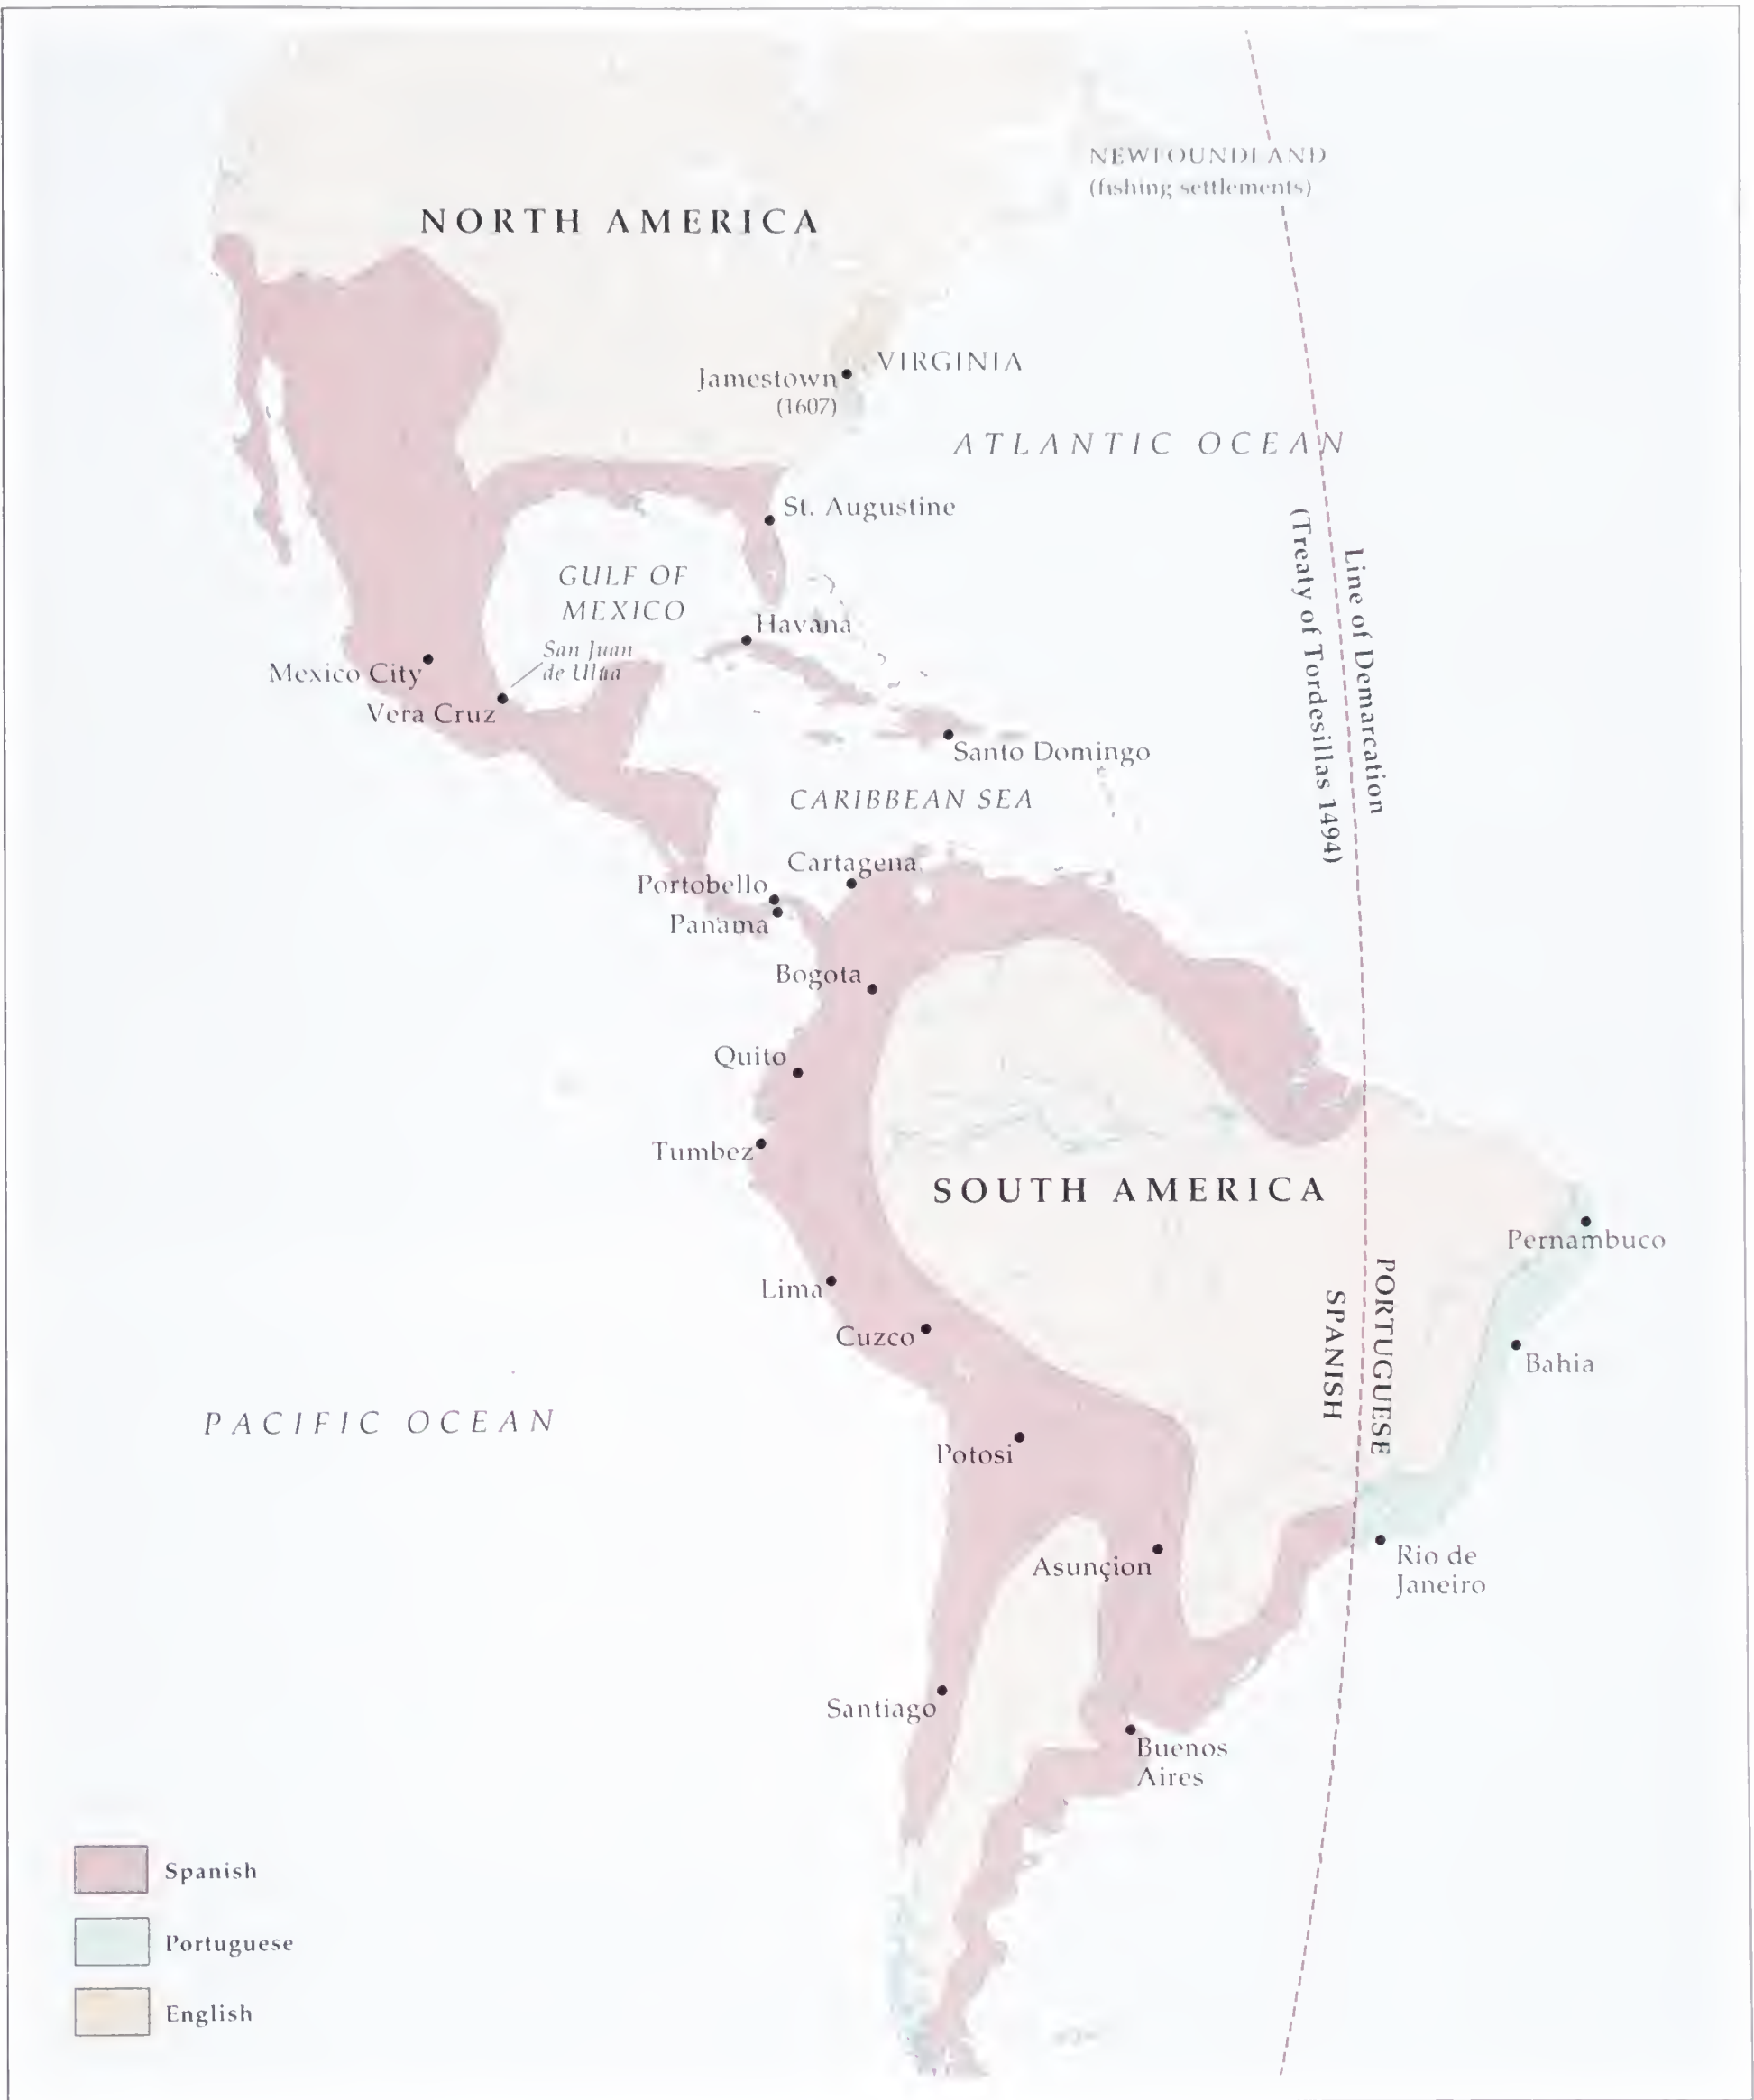 NEWFOUNDLAND
(fishing settlements)
NORTH AMERICA
VIRGINIA
Jamestown
(1607)
ATLANTIC OCEAN
St. Augustine
Line of Demarcation
(Treaty of Tordesillas 1494)
GULF OF
MEXICO
Havana
San Juan
de Ulua
Mexico City
Vera Cruz
Santo Domingo
CARIBBEAN SEA
Cartagena
Portobello
Panama
Bogota
Quito
Tumbez
SOUTH AMERICA
Pernambuco
PORTUGUESE
SPANISH
Lima
Cuzco
Bahia
PACIFIC OCEAN
Potosi
Asunçion
Rio de
Janeiro
Santiago
Buenos
Aires
Spanish
Portuguese
English